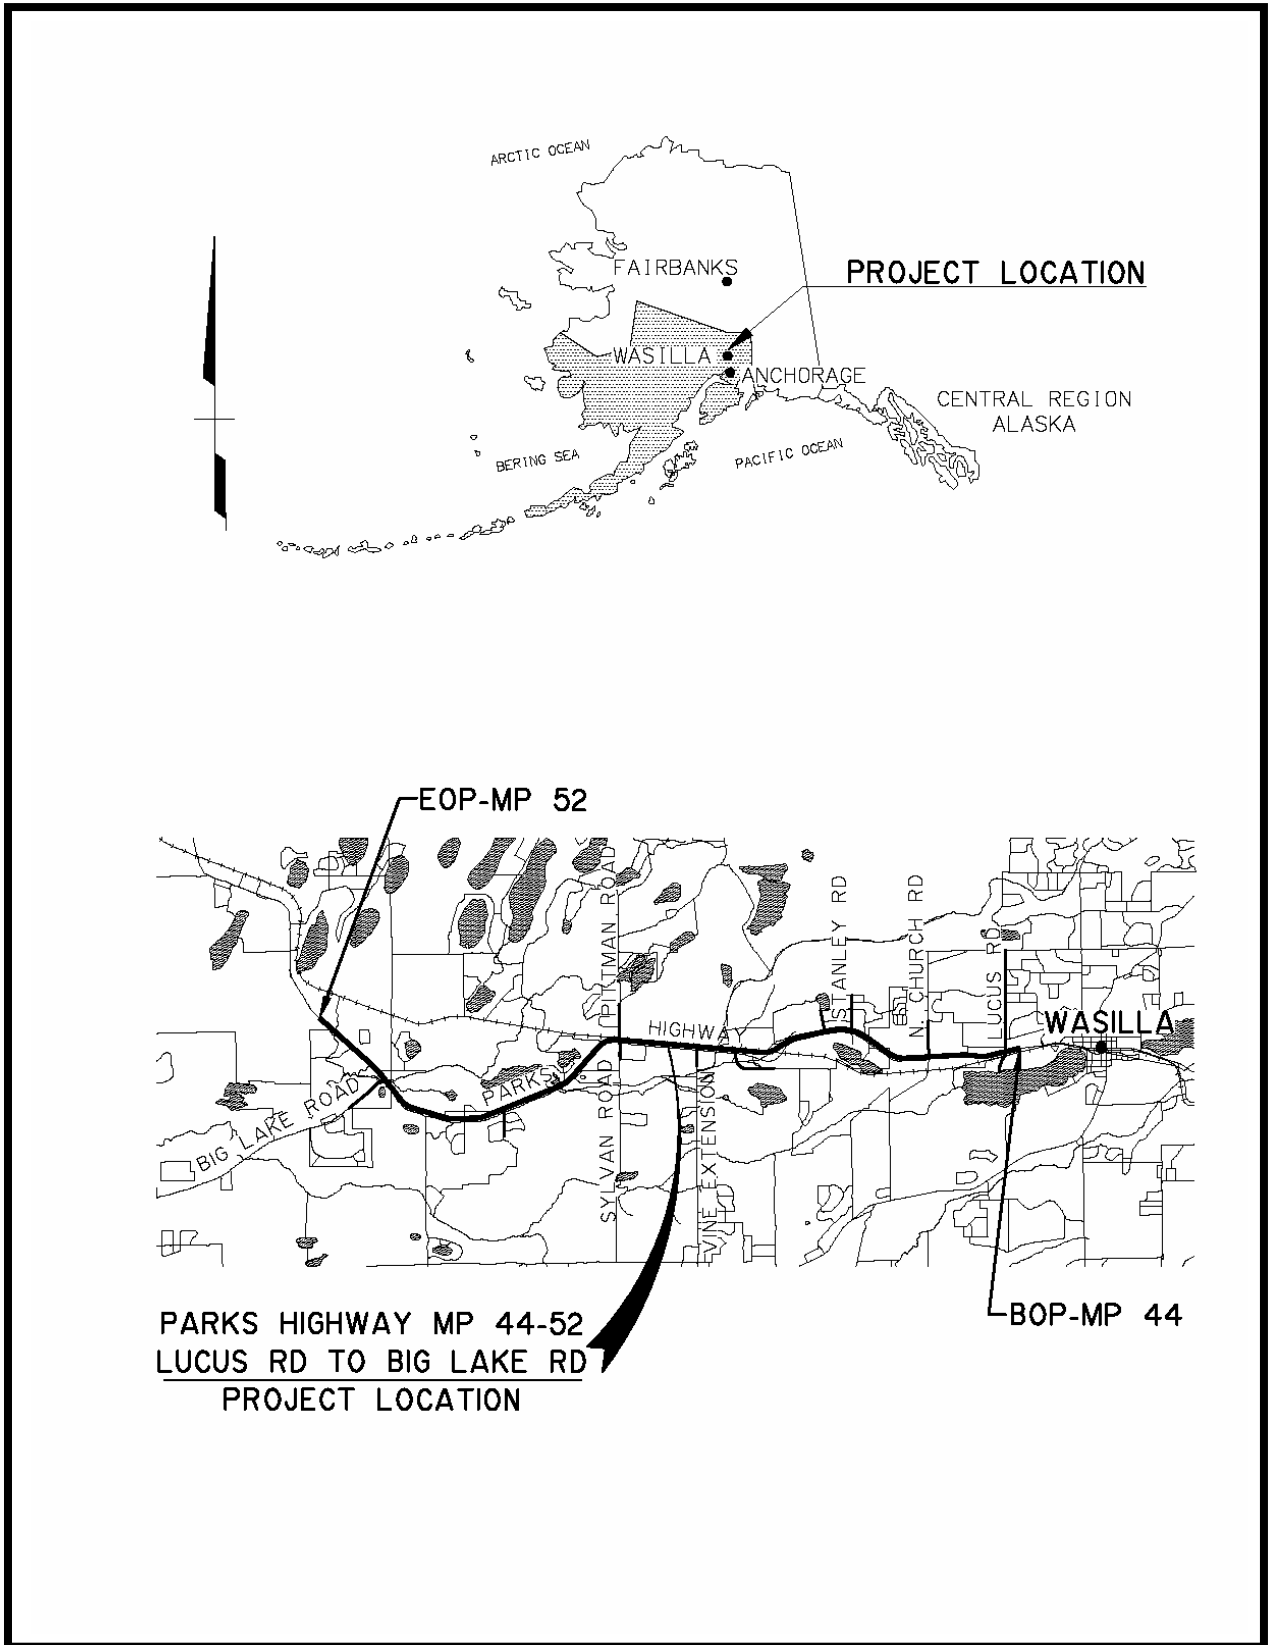 ARCTIC OCEAN
FAIRBANKS
PROJECT LOCATION
WASILLA
ANCHORAGE
CENTRAL REGION
ALASKA
BERING SEA
PACIFIC OCEAN
EOP-MP 52
PITTMAN ROAD
STANLEY RD
N. CHURCH RD
LUCUS RD
WASILLA
HIGHWAY
PARKS
BIG LAKE ROAD
SYLVAN ROAD
VINE EXTENSION
BOP-MP 44
PARKS HIGHWAY MP 44-52
LUCUS RD TO BIG LAKE RD
PROJECT LOCATION